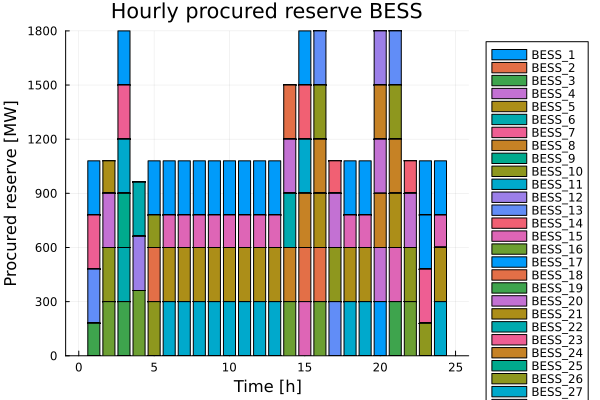 Hourly procured reserve BESS
Procured reserve [MW]
1800
1500
1200
900
600
300
0
0 5 10 15 20 25
Time [h]
BESS_1
BESS_2
BESS_3
BESS_4
BESS_5
BESS_6
BESS_7
BESS_8
BESS_9
BESS_10
BESS_11
BESS_12
BESS_13
BESS_14
BESS_15
BESS_16
BESS_17
BESS_18
BESS_19
BESS_20
BESS_21
BESS_22
BESS_23
BESS_24
BESS_25
BESS_26
BESS_27